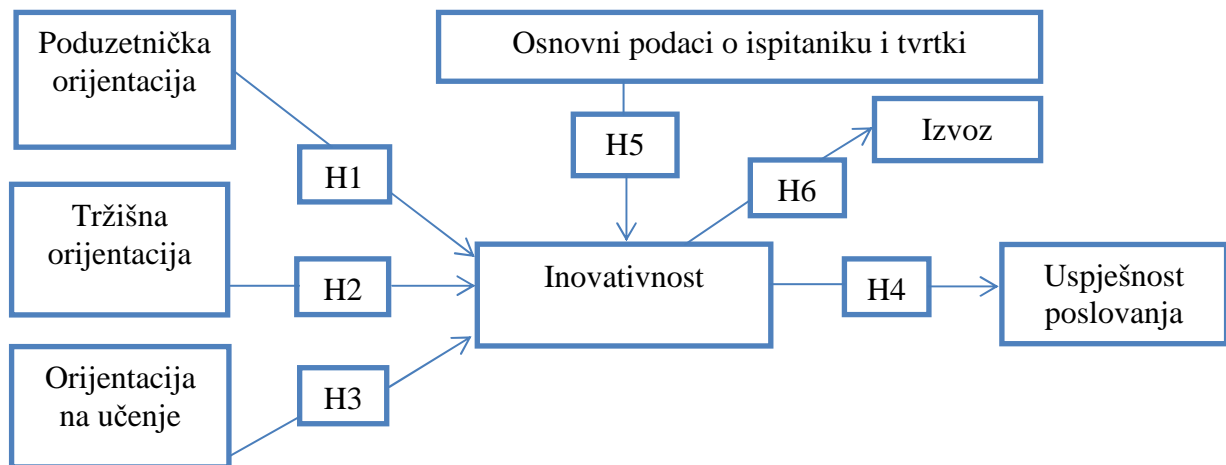 Poduzetnička
orijentacija
Osnovni podaci o ispitaniku i tvrtki
Izvoz
H5
H1
H6
Tržišna
orijentacija
H2
Inovativnost
H4
Uspješnost
poslovanja
Orijentacija
na učenje
H3